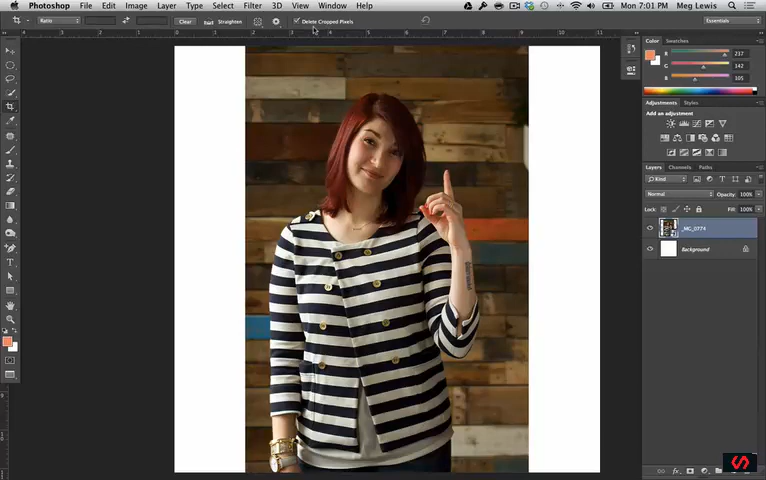 Photoshop File Edit Image Layer Type Select Filter 3D View Window Help Mon 7:01 PM Meg Lewis
Ratio Clear Straighten Delete Cropped Pixels Essentials
Color Swatches
R 237
G 142
B 105
Adjustments Styles
Add an adjustment
Layers Channels Paths
Kind
Normal Opacity: 100%
Lock: Fill: 100%
_MG_0774
Background